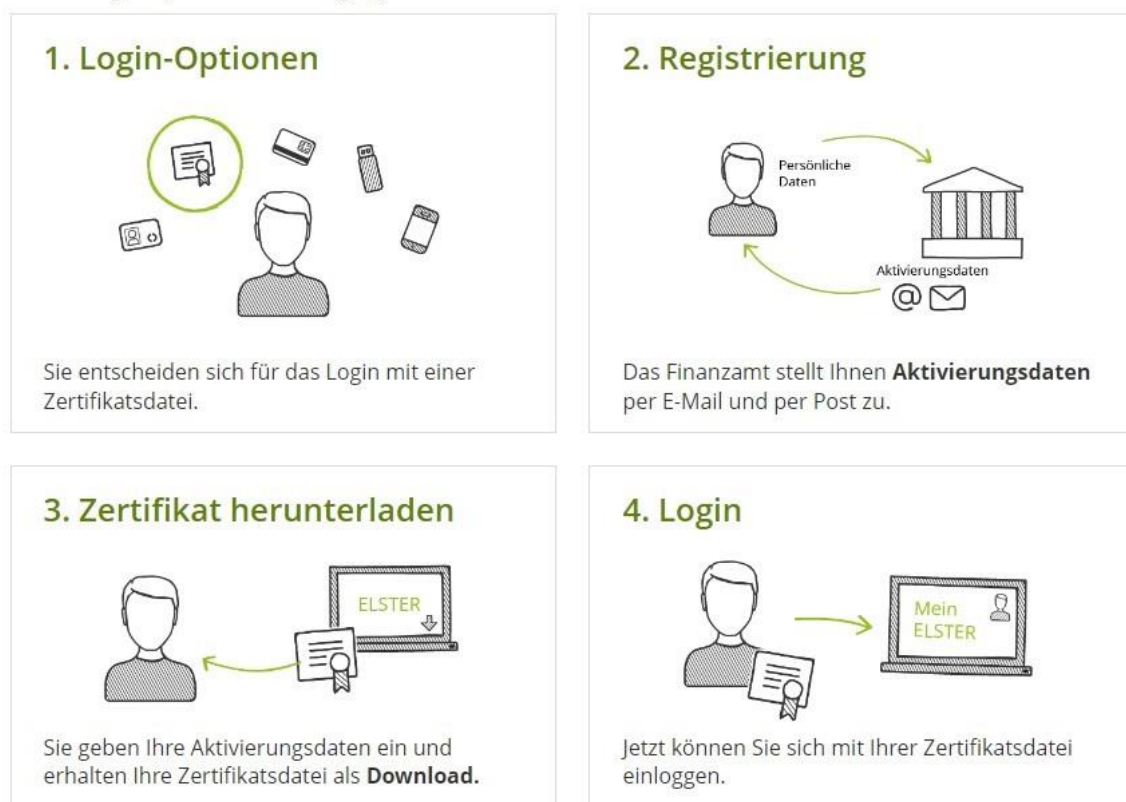 1. Login-Optionen
Sie entscheiden sich für das Login mit einer
Zertifikatsdatei.
2. Registrierung
Persönliche
Daten
Aktivierungsdaten
@
Das Finanzamt stellt Ihnen Aktivierungsdaten
per E-Mail und per Post zu.
3. Zertifikat herunterladen
ELSTER
Sie geben Ihre Aktivierungsdaten ein und
erhalten Ihre Zertifikatsdatei als Download.
4. Login
Mein
ELSTER
Jetzt können Sie sich mit Ihrer Zertifikatsdatei
einloggen.